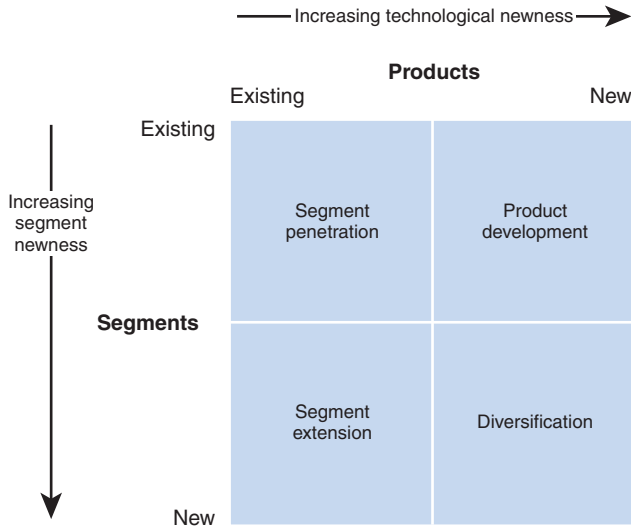 Increasing technological newness
Products
Existing
New
Existing
Increasing
segment
newness
Segment
penetration
Product
development
Segments
Segment
extension
Diversification
New